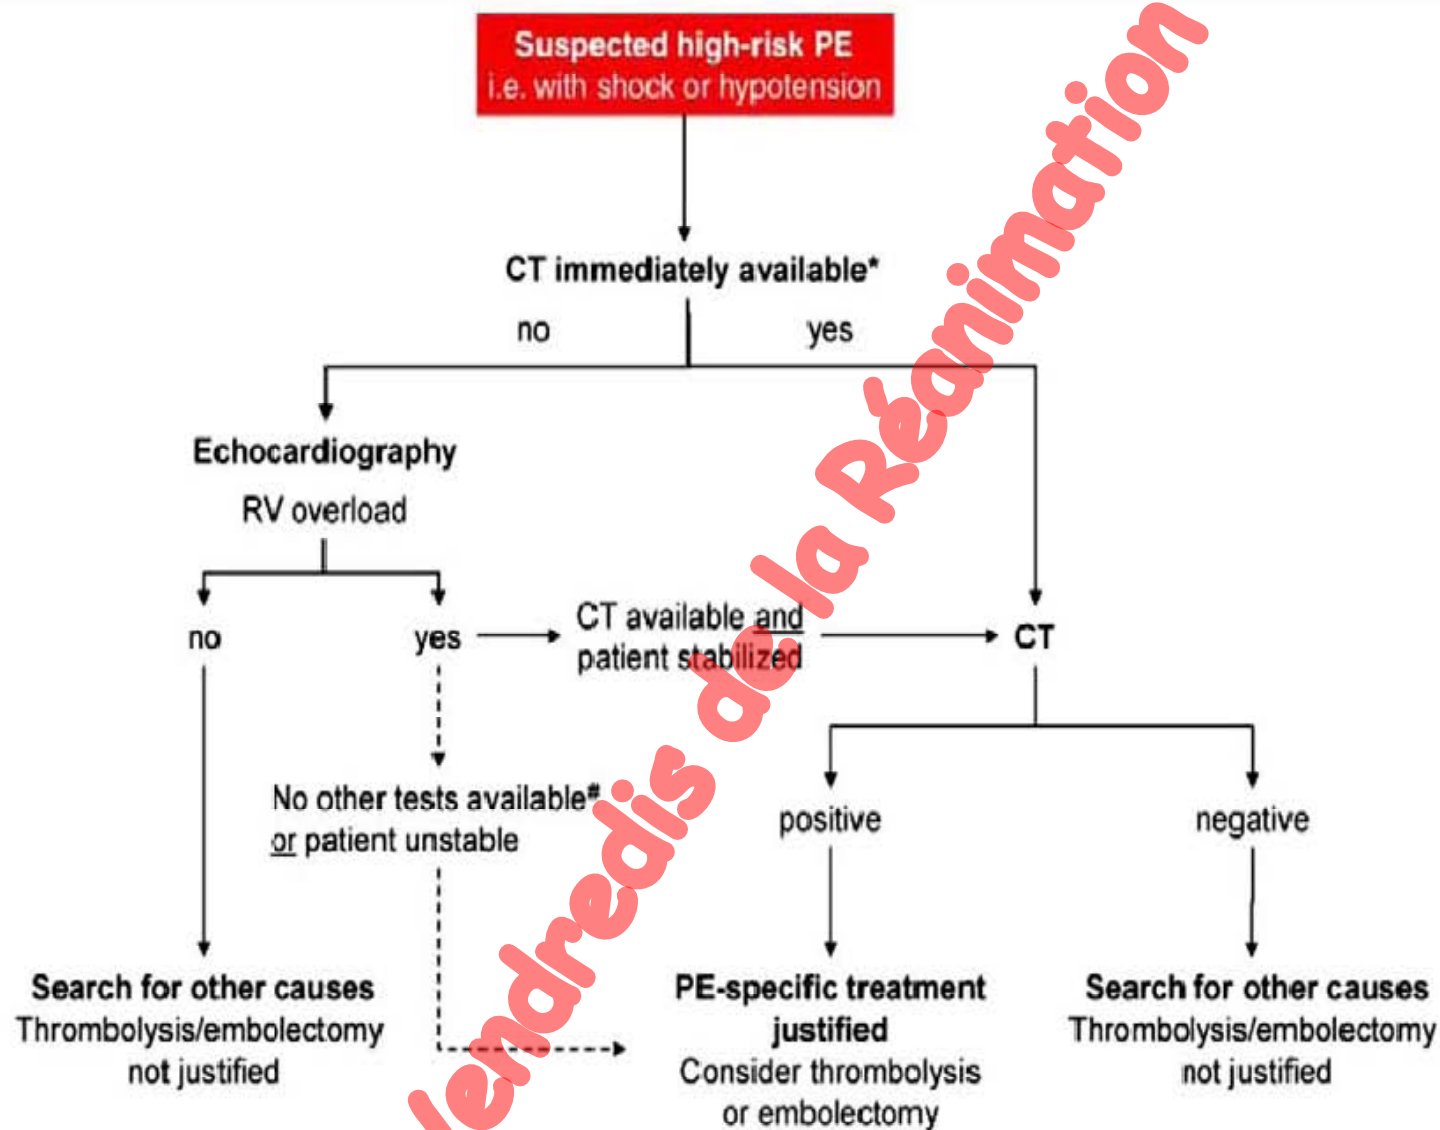 Suspected high-risk PE
i.e. with shock or hypotension
CT immediately available*
no
yes
Echocardiography
RV overload
no
yes
CT available and
patient stabilized
CT
No other tests available#
or patient unstable
positive
negative
Search for other causes
Thrombolysis/embolectomy
not justified
PE-specific treatment
justified
Consider thrombolysis
or embolectomy
Search for other causes
Thrombolysis/embolectomy
not justified
endredis de la Réanimation